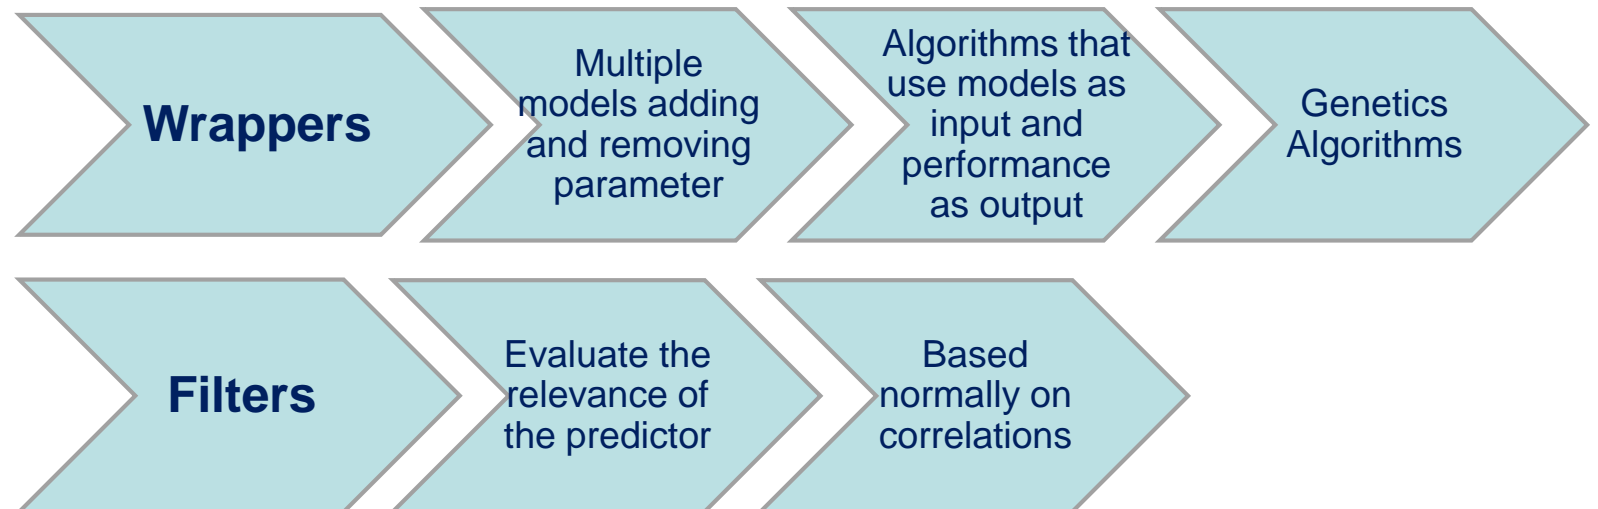 Wrappers
Multiple
models adding
and removing
parameter
Algorithms that
use models as
input and
performance
as output
Genetics
Algorithms
Filters
Evaluate the
relevance of
the predictor
Based
normally on
correlations